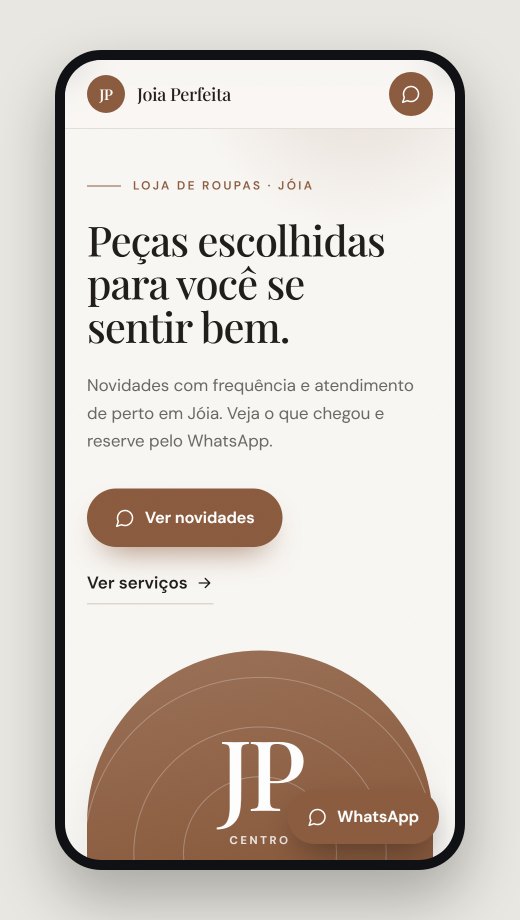 JP Joia Perfeita
LOJA DE ROUPAS · JÓIA
Peças escolhidas
para você se
sentir bem.
Novidades com frequência e atendimento
de perto em Jóia. Veja o que chegou e
reserve pelo WhatsApp.
Ver novidades
Ver serviços →
JP
WhatsApp
CENTRO